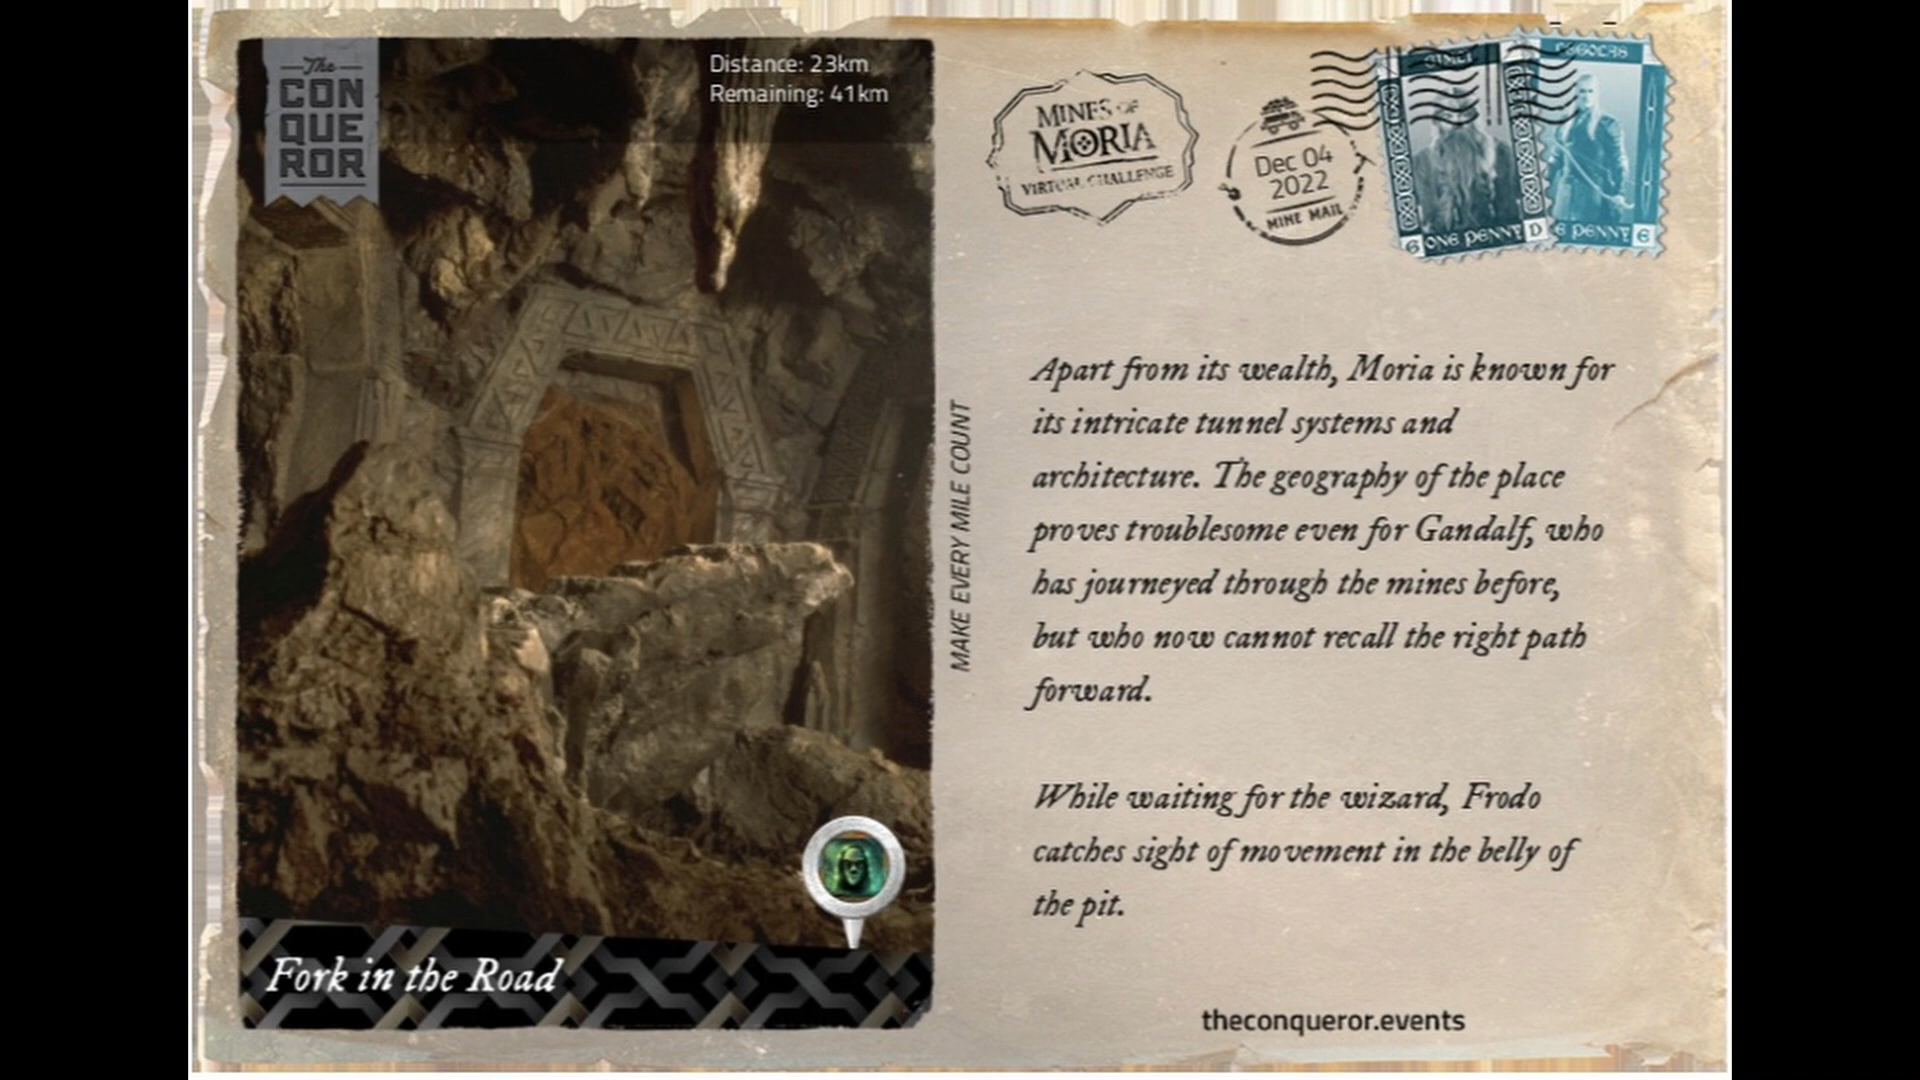 The
CON
QUE
ROR
Distance: 23km
Remaining: 41km
Fork in the Road
MAKE EVERY MILE COUNT
MINES OF
MORIA
VIRTUAL CHALLENGE
Dec 04
2022
MINE MAIL
GIMLI
G ONE PENNY D
LEGOLAS
E PENNY E
Apart from its wealth, Moria is known for
its intricate tunnel systems and
architecture. The geography of the place
proves troublesome even for Gandalf, who
has journeyed through the mines before,
but who now cannot recall the right path
forward.
While waiting for the wizard, Frodo
catches sight of movement in the belly of
the pit.
theconqueror.events